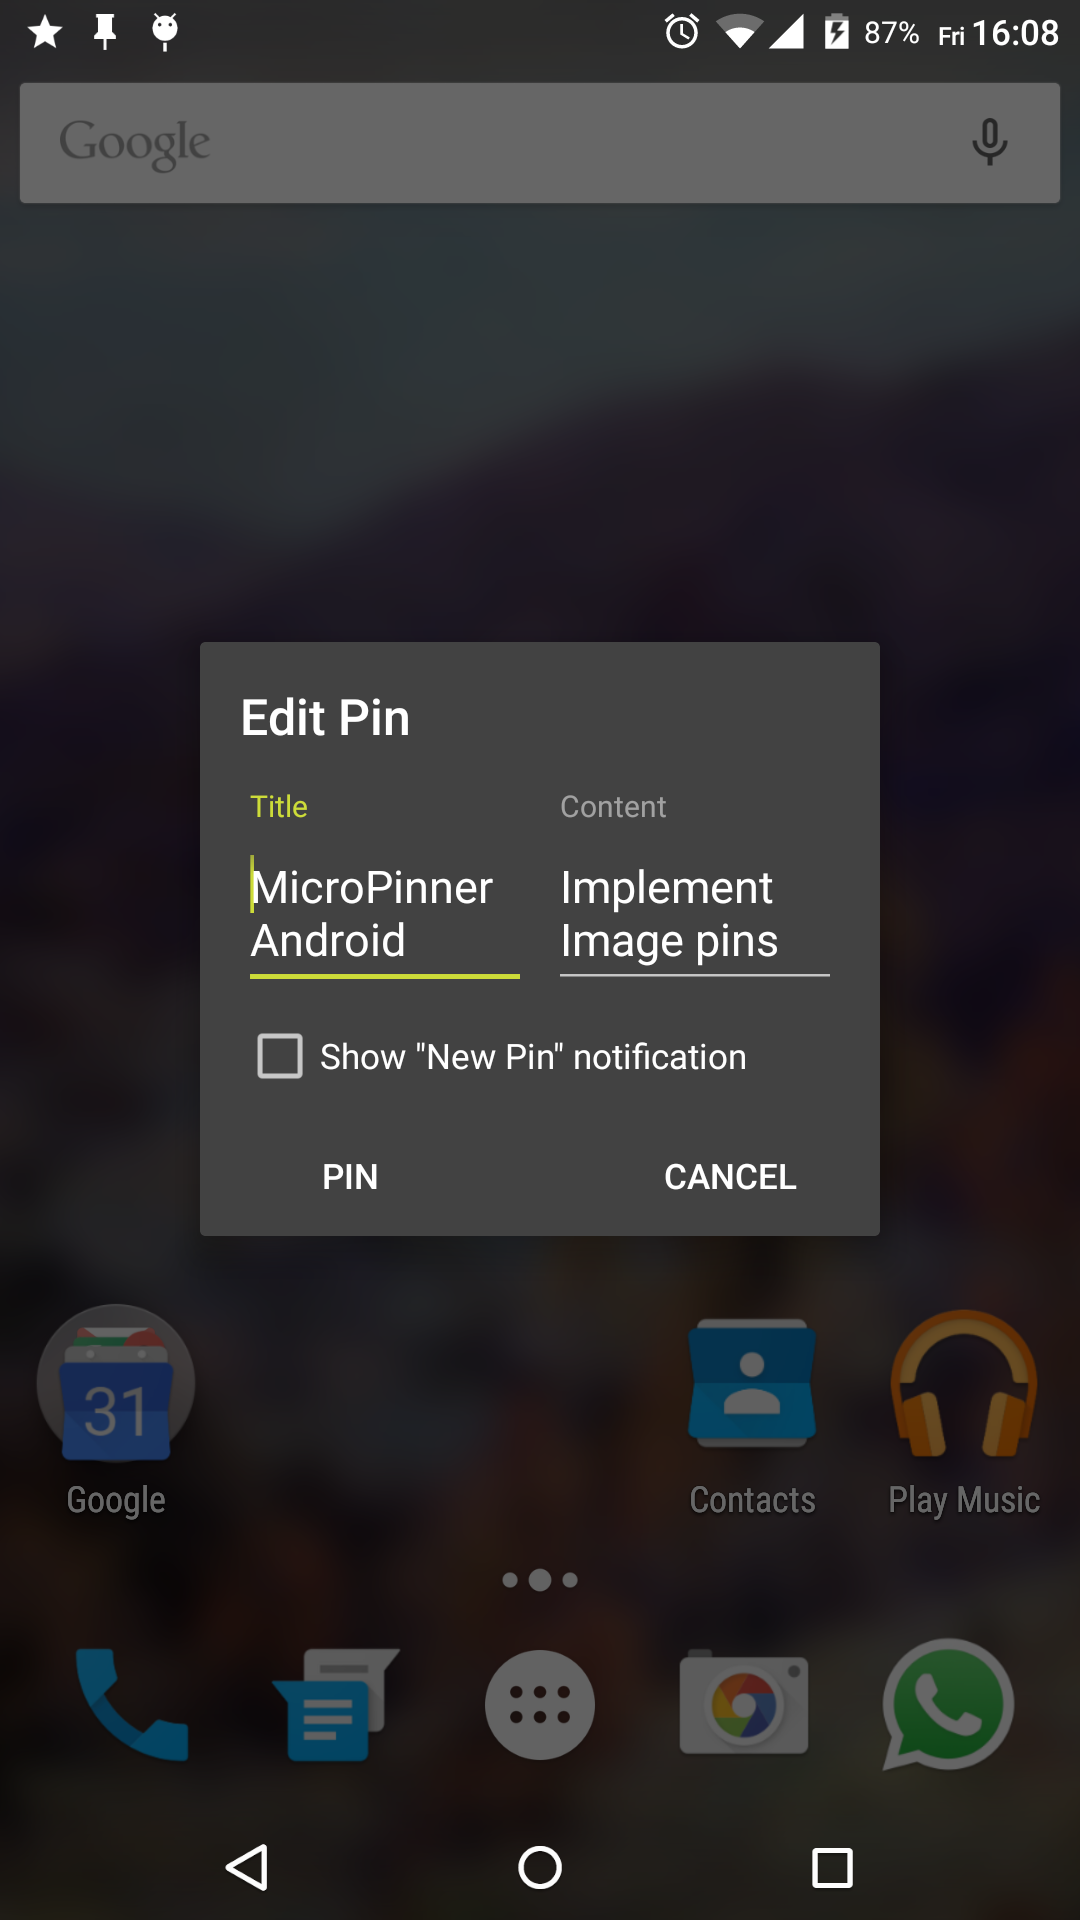 87% Fri 16:08
Google
Edit Pin
Title Content
MicroPinner Implement
Android Image pins
Show "New Pin" notification
PIN CANCEL
31
Google Contacts Play Music